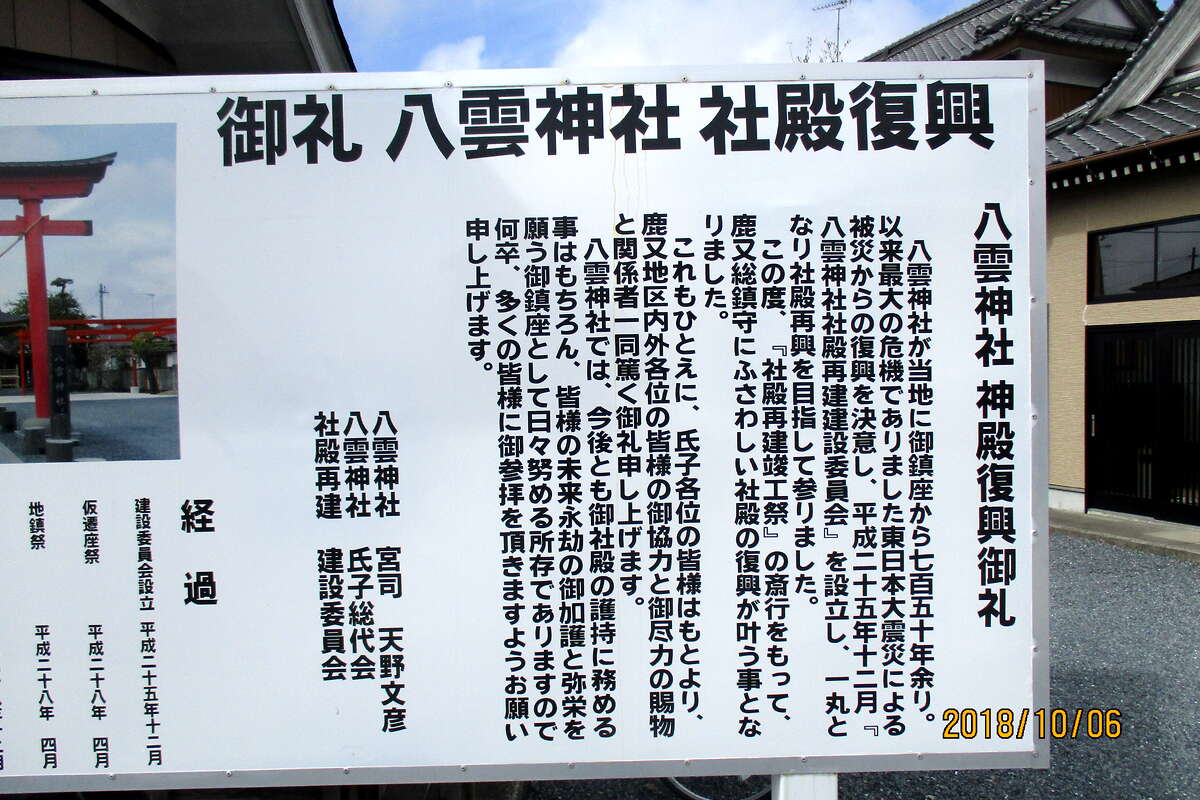 御礼 八雲神社 社殿復興
八雲神社 神殿復興御礼
八雲神社が当地に御鎮座から七百五十年余り。
以来最大の危機でありました東日本大震災による
被災からの復興を決意し、平成二十五年十二月『
八雲神社社殿再建建設委員会』を設立し、一丸と
なり社殿再興を目指して参りました。
この度、『社殿再建竣工祭』の斎行をもって、
鹿又総鎮守にふさわしい社殿の復興が叶う事とな
りました。
これもひとえに、氏子各位の皆様はもとより、
鹿又地区内外各位の皆様の御協力と御尽力の賜物
と関係者一同篤く御礼申し上げます。
八雲神社では、今後とも御社殿の護持に務める
事はもちろん、皆様の未来永劫の御加護と弥栄を
願う御鎮座として日々努める所存でありますので
何卒、多くの皆様に御参拝を頂きますようお願い
申し上げます。
八雲神社 宮司 天野文彦
八雲神社 氏子総代会
社殿再建 建設委員会
経過
建設委員会設立 平成二十五年十二月
仮遷座祭 平成二十八年 四月
地鎮祭 平成二十八年 四月
2018/10/06